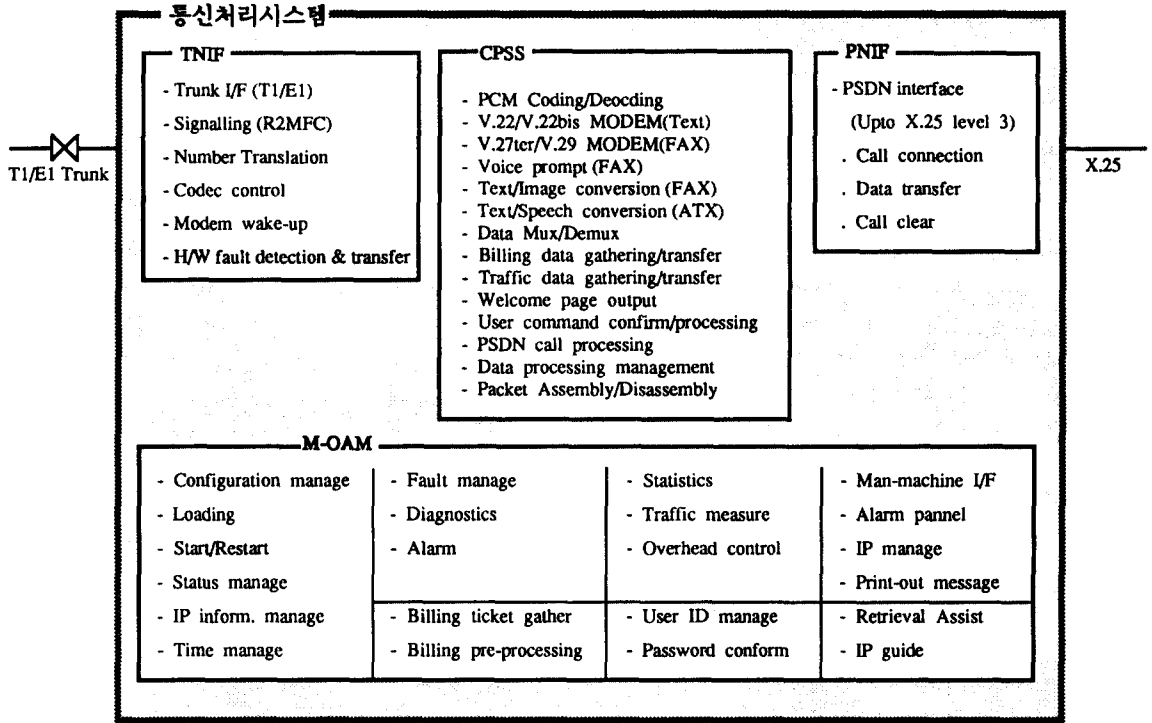 통신처리시스템
TNIF
- Trunk I/F (T1/E1)
- Signalling (R2MFC)
- Number Translation
- Codec control
- Modem wake-up
- H/W fault detection & transfer
CPSS
- PCM Coding/Deocding
- V.22/V.22bis MODEM(Text)
- V.27ter/V.29 MODEM(FAX)
- Voice prompt (FAX)
- Text/Image conversion (FAX)
- Text/Speech conversion (ATX)
- Data Mux/Demux
- Billing data gathering/transfer
- Traffic data gathering/transfer
- Welcome page output
- User command confirm/processing
- PSDN call processing
- Data processing management
- Packet Assembly/Disassembly
PNIF
- PSDN interface
(Upto X.25 level 3)
. Call connection
. Data transfer
. Call clear
T1/E1 Trunk
X.25
M-OAM
- Configuration manage
- Loading
- Start/Restart
- Status manage
- IP inform. manage
- Time manage
- Fault manage
- Diagnostics
- Alarm
- Billing ticket gather
- Billing pre-processing
- Statistics
- Traffic measure
- Overhead control
- User ID manage
- Password conform
- Man-machine I/F
- Alarm pannel
- IP manage
- Print-out message
- Retrieval Assist
- IP guide